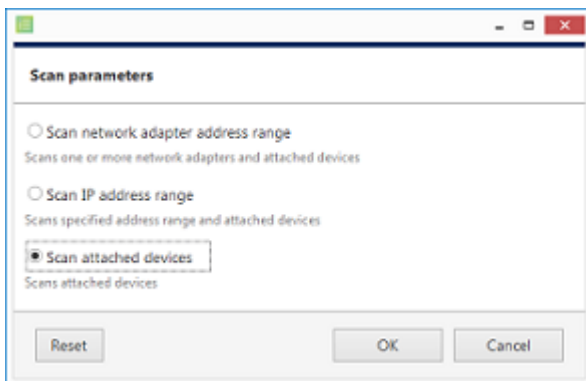 Scan parameters
Scan network adapter address range
Scans one or more network adapters and attached devices
Scan IP address range
Scans specified address range and attached devices
Scan attached devices
Scans attached devices
Reset
OK
Cancel